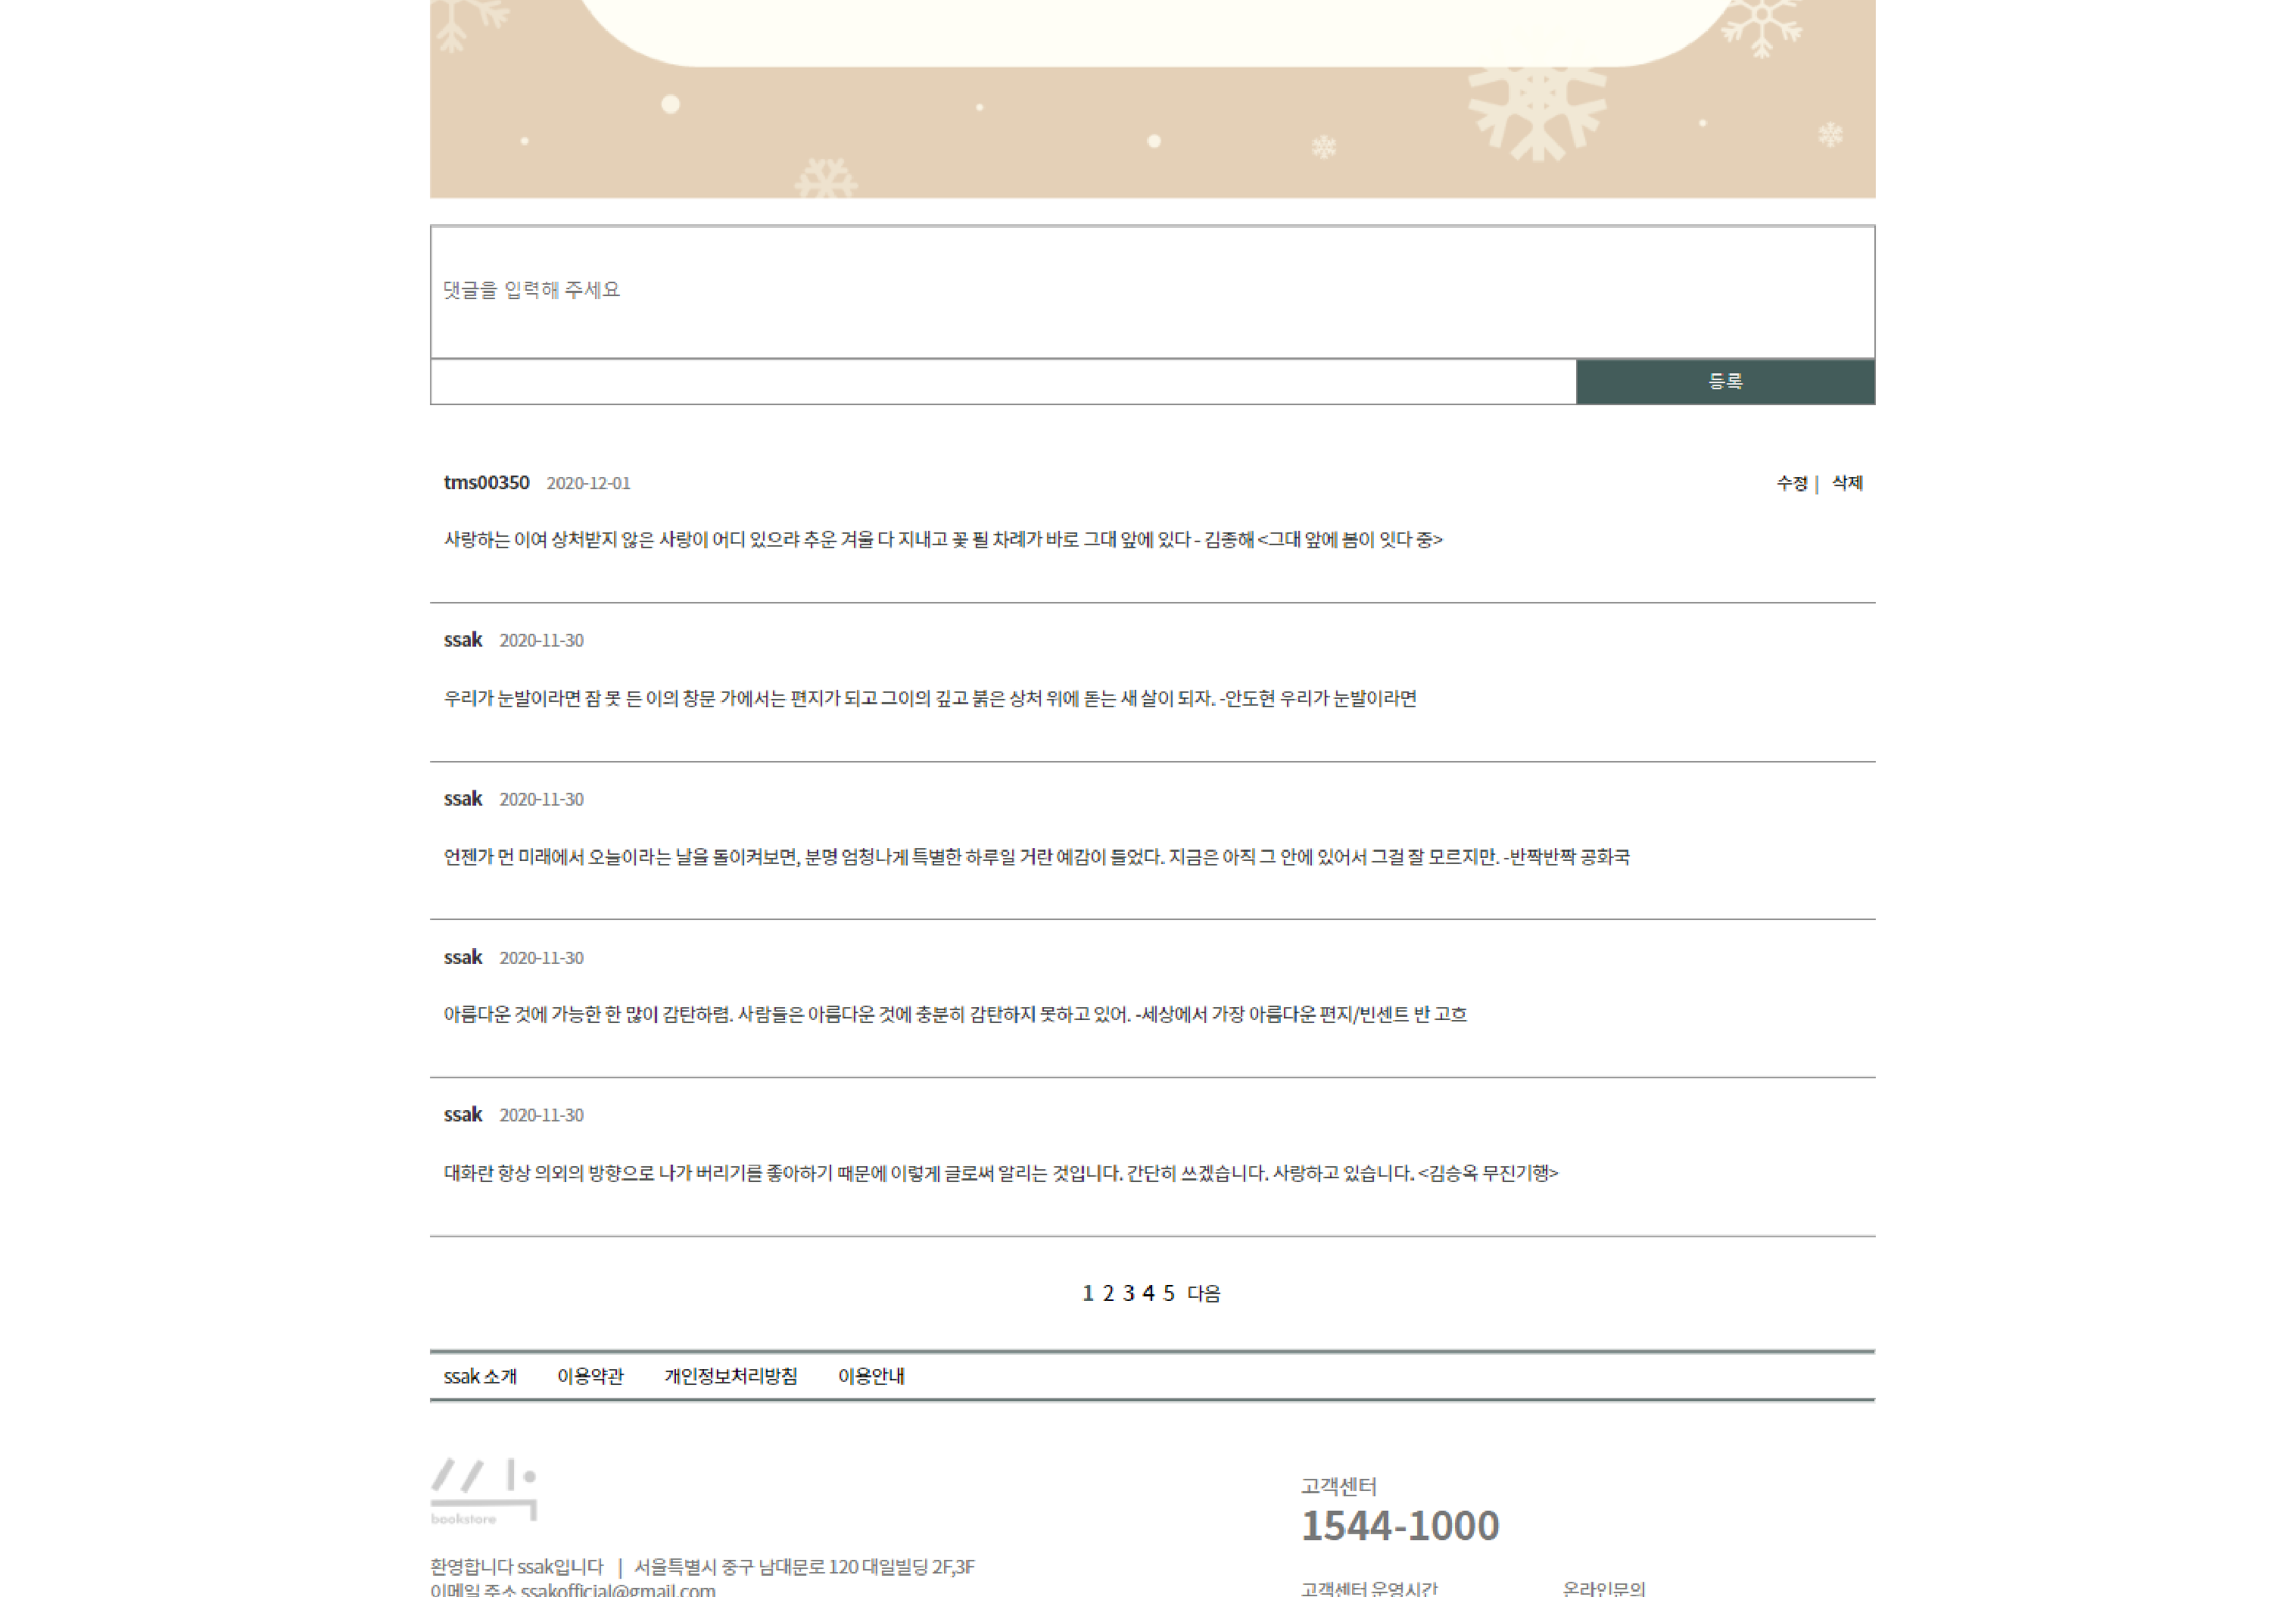 댓글을 입력해 주세요
등록
tms00350 2020-12-01 수정 | 삭제
사랑하는 이여 상처받지 않은 사랑이 어디 있으랴 추운 겨울 다 지내고 꽃 필 차례가 바로 그대 앞에 있다 - 김종해 <그대 앞에 봄이 잇다 중>
ssak 2020-11-30
우리가 눈발이라면 잠 못 든 이의 창문 가에서는 편지가 되고 그이의 깊고 붉은 상처 위에 돋는 새 살이 되자. -안도현 우리가 눈발이라면
ssak 2020-11-30
언젠가 먼 미래에서 오늘이라는 날을 돌이켜보면, 분명 엄청나게 특별한 하루일 거란 예감이 들었다. 지금은 아직 그 안에 있어서 그걸 잘 모르지만. -반짝반짝 공화국
ssak 2020-11-30
아름다운 것에 가능한 한 많이 감탄하렴. 사람들은 아름다운 것에 충분히 감탄하지 못하고 있어. -세상에서 가장 아름다운 편지/빈센트 반 고흐
ssak 2020-11-30
대화란 항상 의외의 방향으로 나가 버리기를 좋아하기 때문에 이렇게 글로써 알리는 것입니다. 간단히 쓰겠습니다. 사랑하고 있습니다. <김승옥 무진기행>
1 2 3 4 5 다음
ssak 소개 이용약관 개인정보처리방침 이용안내
싹
bookstore
고객센터
1544-1000
환영합니다 ssak입니다 | 서울특별시 중구 남대문로 120 대일빌딩 2F,3F
이메일 주소 ssakofficial@gmail.com
고객센터 운영시간 온라인문의